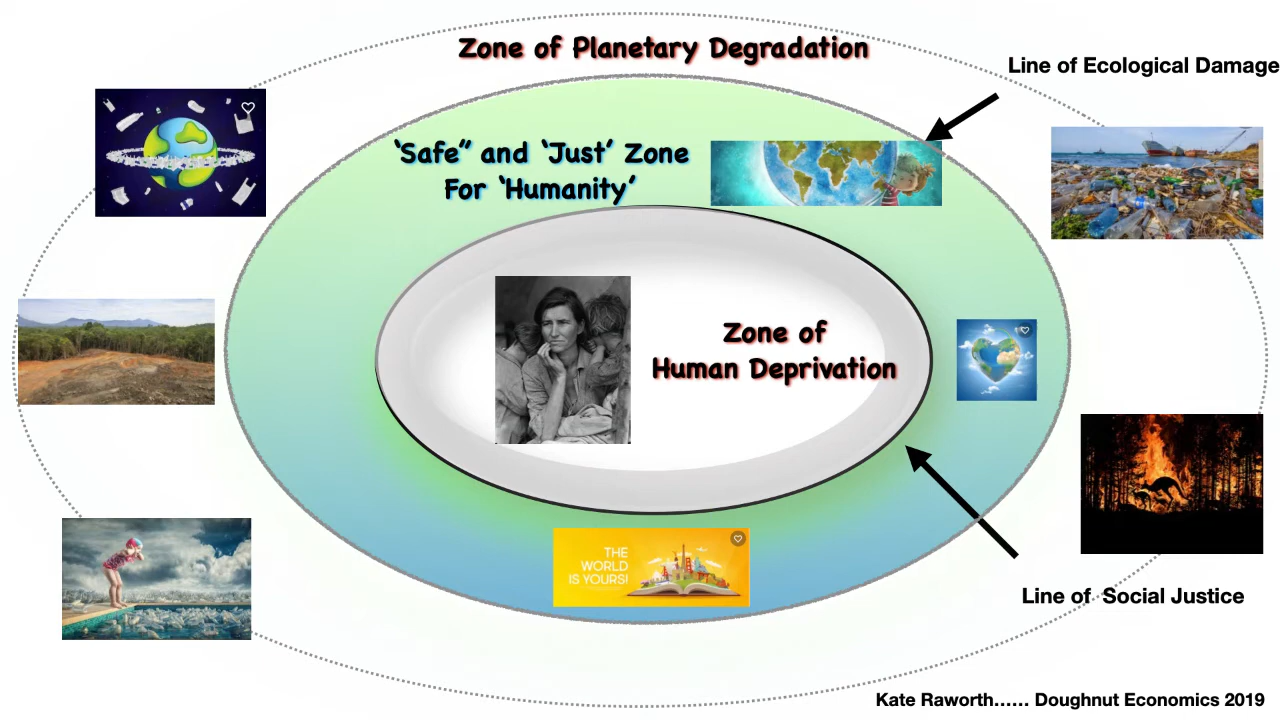 Zone of Planetary Degradation
Line of Ecological Damage
‘Safe” and ‘Just’ Zone
For ‘Humanity’
Zone of
Human Deprivation
THE
WORLD
IS YOURS!
Line of Social Justice
Kate Raworth...... Doughnut Economics 2019